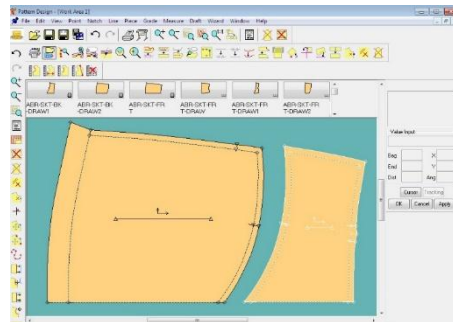 Pattern Design - [Work Area 2]
File Edit View Point Notch Line Piece Grade Measure Draft Wizard Window Help
ABR-SKT-BK
-DRAW1
ABR-SKT-BK
-DRAW2
ABR-SKT-FR
T
ABR-SKT-FR
T-DRAW
ABR-SKT-FR
T-DRAW1
ABR-SKT-FR
T-DRAW2
Value Input
Beg X
End Y
Dist Ang
Cursor Tracking
OK Cancel Apply